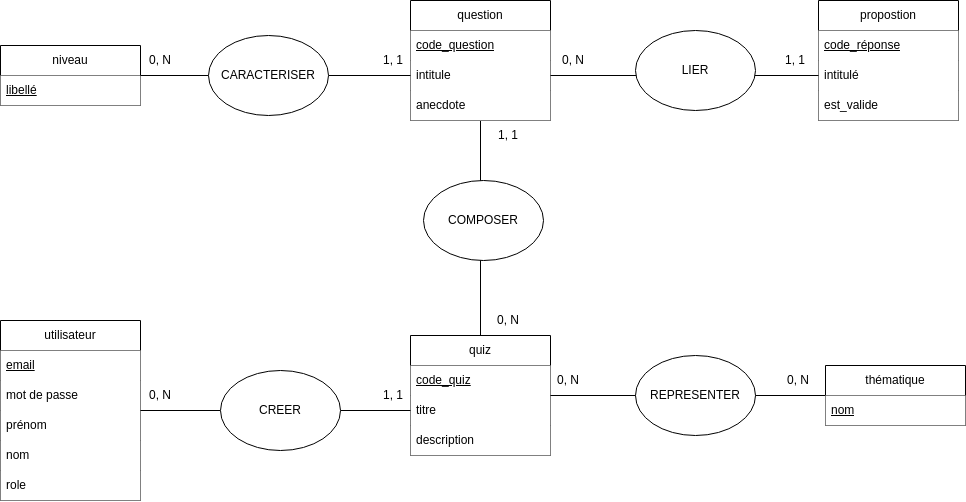 question
code_question
intitule
anecdote
propostion
code_réponse
intitulé
est_valide
niveau
libellé
0, N
CARACTERISER
1, 1
0, N
LIER
1, 1
1, 1
COMPOSER
0, N
utilisateur
email
mot de passe
prénom
nom
role
0, N
CREER
1, 1
quiz
code_quiz
titre
description
0, N
REPRESENTER
0, N
thématique
nom